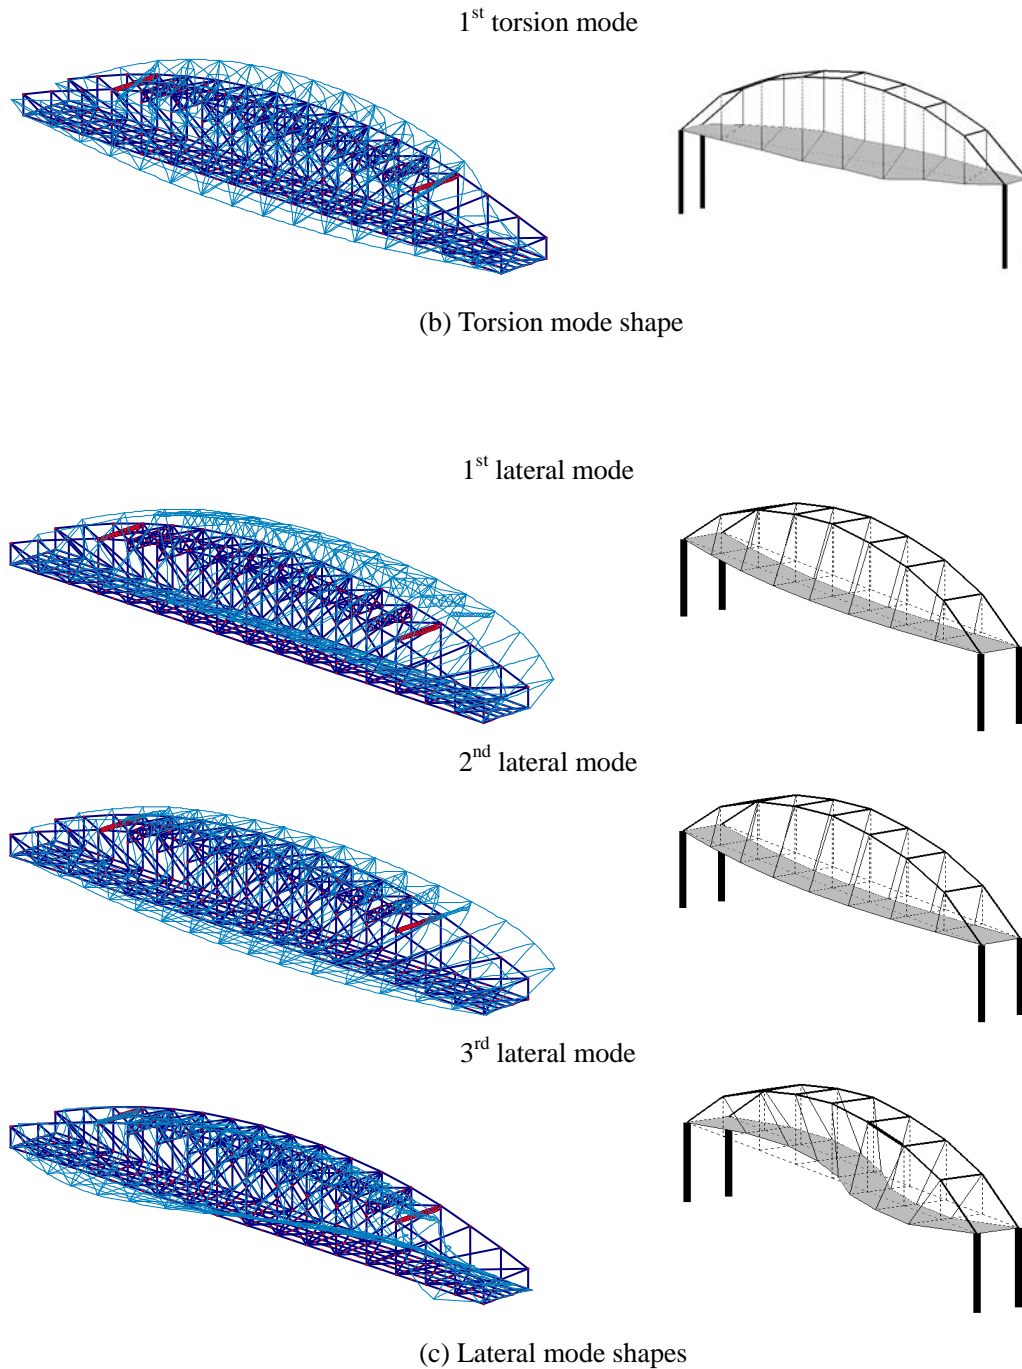 1st torsion mode
(b) Torsion mode shape
1st lateral mode
2nd lateral mode
3rd lateral mode
(c) Lateral mode shapes